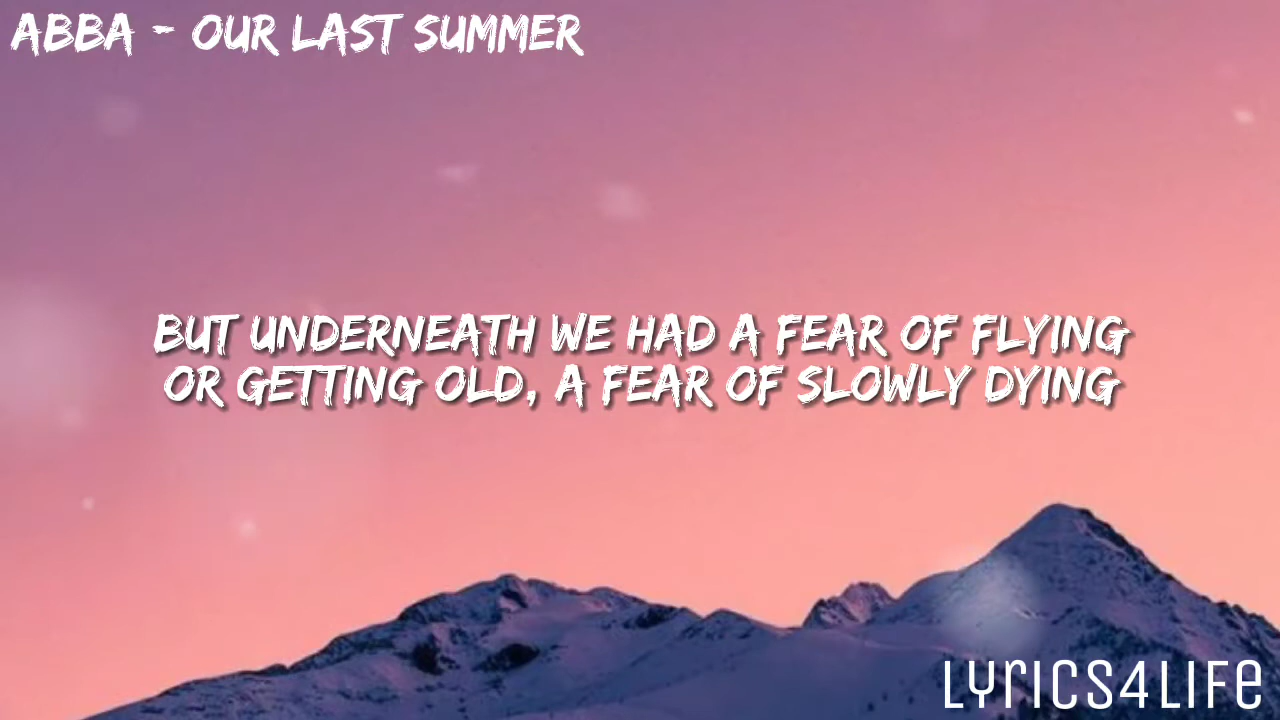 ABBA - OUR LAST SUMMER
BUT UNDERNEATH WE HAD A FEAR OF FLYING
OR GETTING OLD, A FEAR OF SLOWLY DYING
LYRICS4LIFE